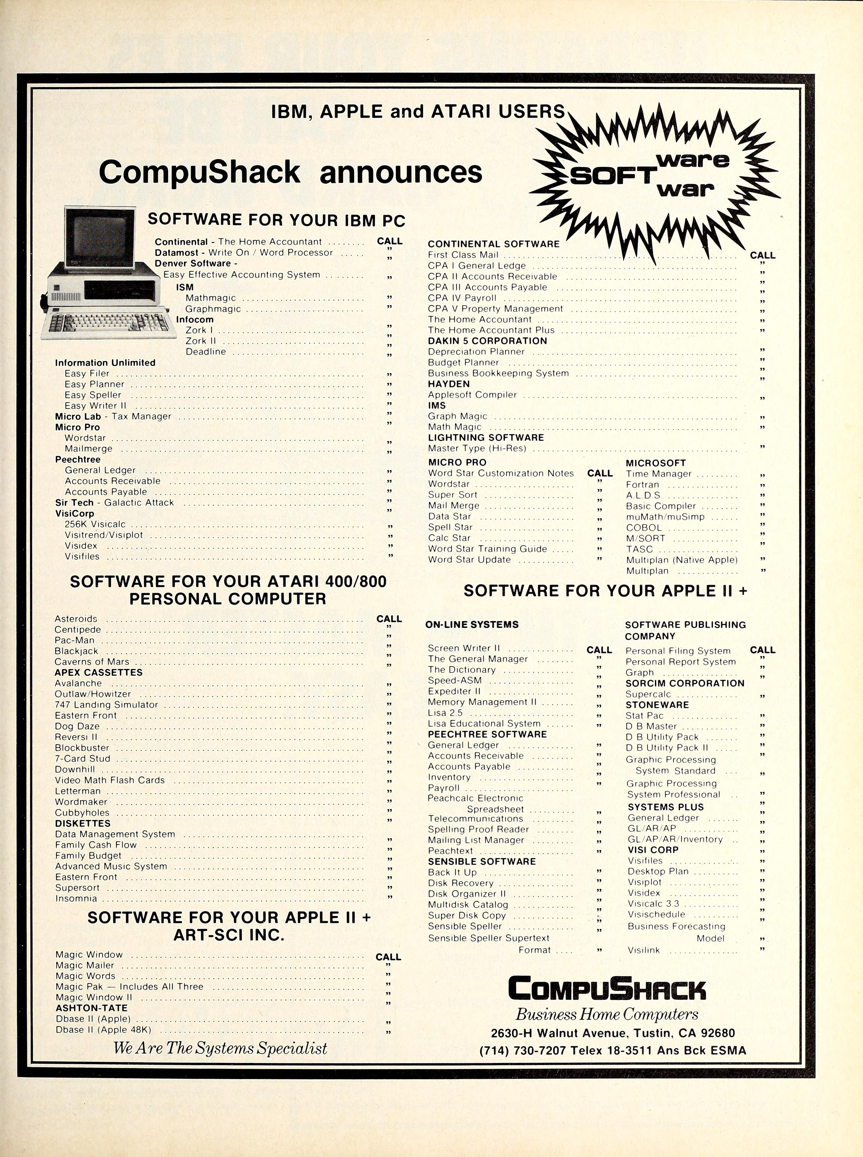 IBM, APPLE and ATARI USERS
CompuShack announces
SOFTware war
SOFTWARE FOR YOUR IBM PC
Continental - The Home Accountant ........ CALL
Datamost - Write On / Word Processor ..... "
Denver Software - "
Easy Effective Accounting System ........ "
ISM
Mathmagic ........ "
Graphmagic ........ "
Infocom
Zork I ........ "
Zork II ........ "
Deadline ........ "
Information Unlimited
Easy Filer ........ "
Easy Planner ........ "
Easy Speller ........ "
Easy Writer II ........ "
Micro Lab - Tax Manager ........ "
Micro Pro
Wordstar ........ "
Mailmerge ........ "
Peechtree
General Ledger ........ "
Accounts Receivable ........ "
Accounts Payable ........ "
Sir Tech - Galactic Attack ........ "
VisiCorp
256K Visicalc ........ "
Visitrend/Visiplot ........ "
Visidex ........ "
Visifiles ........ "
SOFTWARE FOR YOUR ATARI 400/800
PERSONAL COMPUTER
Asteroids ........ CALL
Centipede ........ "
Pac-Man ........ "
Blackjack ........ "
Caverns of Mars ........ "
APEX CASSETTES
Avalanche ........ "
Outlaw/Howitzer ........ "
747 Landing Simulator ........ "
Eastern Front ........ "
Dog Daze ........ "
Reversi II ........ "
Blockbuster ........ "
7-Card Stud ........ "
Downhill ........ "
Video Math Flash Cards ........ "
Letterman ........ "
Wordmaker ........ "
Cubbyholes ........ "
DISKETTES
Data Management System "
Family Cash Flow ........ "
Family Budget ........ "
Advanced Music System ........ "
Eastern Front ........ "
Supersort ........ "
Insomnia ........ "
SOFTWARE FOR YOUR APPLE II +
ART-SCI INC.
Magic Window ........ CALL
Magic Mailer ........ "
Magic Words ........ "
Magic Pak — Includes All Three ........ "
Magic Window II ........ "
ASHTON-TATE
Dbase II (Apple) ........ "
Dbase II (Apple 48K) ........ "
We Are The Systems Specialist
CONTINENTAL SOFTWARE
First Class Mail ........ CALL
CPA I General Ledge ........ "
CPA II Accounts Receivable ........ "
CPA III Accounts Payable ........ "
CPA IV Payroll ........ "
CPA V Property Management ........ "
The Home Accountant ........ "
The Home Accountant Plus ........ "
DAKIN 5 CORPORATION
Depreciation Planner ........ "
Budget Planner ........ "
Business Bookkeeping System ........ "
HAYDEN
Applesoft Compiler ........ "
IMS
Graph Magic ........ "
Math Magic ........ "
LIGHTNING SOFTWARE
Master Type (Hi-Res) ........ "
MICRO PRO
Word Star Customization Notes CALL
Wordstar ........ "
Super Sort ........ "
Mail Merge ........ "
Data Star ........ "
Spell Star ........ "
Calc Star ........ "
Word Star Training Guide ..... "
Word Star Update ........ "
MICROSOFT
Time Manager ........ "
Fortran ........ "
A L D S ........ "
Basic Compiler ........ "
muMath/muSimp ...... "
COBOL ........ "
M/SORT ........ "
TASC ........ "
Multiplan (Native Apple) "
Multiplan ........ "
SOFTWARE FOR YOUR APPLE II +
ON-LINE SYSTEMS
Screen Writer II ........ CALL
The General Manager ........ "
The Dictionary ........ "
Speed-ASM ........ "
Expediter II ........ "
Memory Management II ....... "
Lisa 2.5 ........ "
Lisa Educational System ....... "
PEECHTREE SOFTWARE
General Ledger ........ "
Accounts Receivable ........ "
Accounts Payable ........ "
Inventory ........ "
Payroll ........ "
Peachcalc Electronic
Spreadsheet ........ "
Telecommunications ........ "
Spelling Proof Reader ........ "
Mailing List Manager ........ "
Peachtext ........ "
SENSIBLE SOFTWARE
Back It Up ........ "
Disk Recovery ........ "
Disk Organizer II ........ "
Multidisk Catalog ........ "
Super Disk Copy ........ "
Sensible Speller ........ "
Sensible Speller Supertext
Format .... "
SOFTWARE PUBLISHING
COMPANY
Personal Filing System CALL
Personal Report System "
Graph ........ "
SORCIM CORPORATION
Supercalc ........ "
STONEWARE
Stat Pac ........ "
D B Master ........ "
D B Utility Pack ....... "
D B Utility Pack II ..... "
Graphic Processing
System Standard ... "
Graphic Processing
System Professional .. "
SYSTEMS PLUS
General Ledger ....... "
GL/AR/AP ........ "
GL/AP/AR/Inventory .. "
VISI CORP
Visifiles ........ "
Desktop Plan ........ "
Visiplot ........ "
Visidex ........ "
Visicalc 3.3 ........ "
Visischedule ........ "
Business Forecasting
Model "
Visilink ........ "
COMPUSHACK
Business Home Computers
2630-H Walnut Avenue, Tustin, CA 92680
(714) 730-7207 Telex 18-3511 Ans Bck ESMA